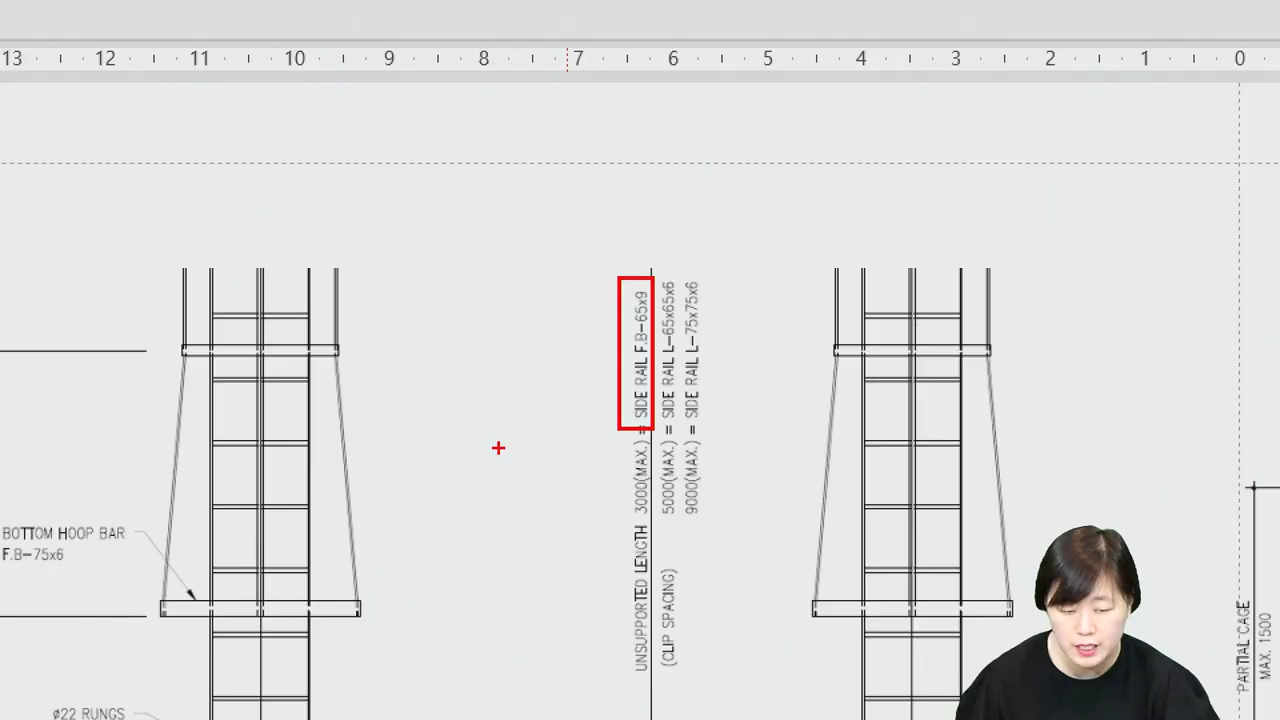 13 12 11 10 9 8 7 6 5 4 3 2 1 0
UNSUPPORTED LENGTH 3000(MAX.) = SIDE RAIL F.B-65x9
(CLIP SPACING) 5000(MAX.) = SIDE RAIL L-65x65x6
9000(MAX.) = SIDE RAIL L-75x75x6
BOTTOM HOOP BAR
F.B-75x6
ø22 RUNGS
PARTIAL CAGE
MAX. 1500